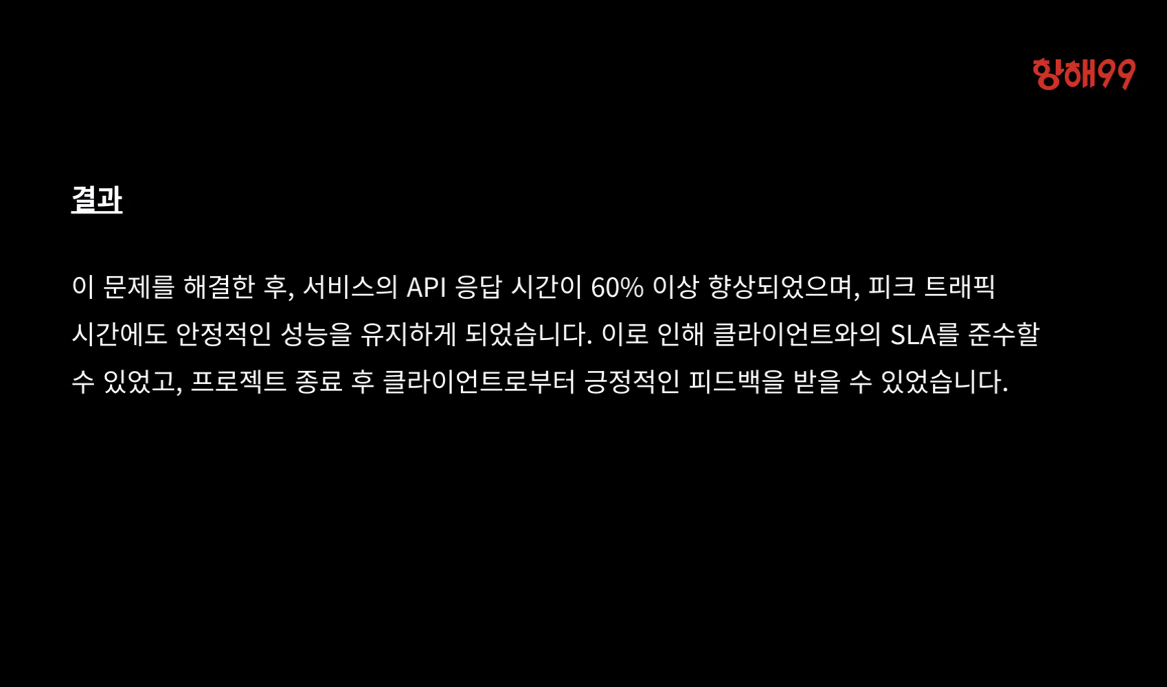 항해99
결과
이 문제를 해결한 후, 서비스의 API 응답 시간이 60% 이상 향상되었으며, 피크 트래픽
시간에도 안정적인 성능을 유지하게 되었습니다. 이로 인해 클라이언트와의 SLA를 준수할
수 있었고, 프로젝트 종료 후 클라이언트로부터 긍정적인 피드백을 받을 수 있었습니다.